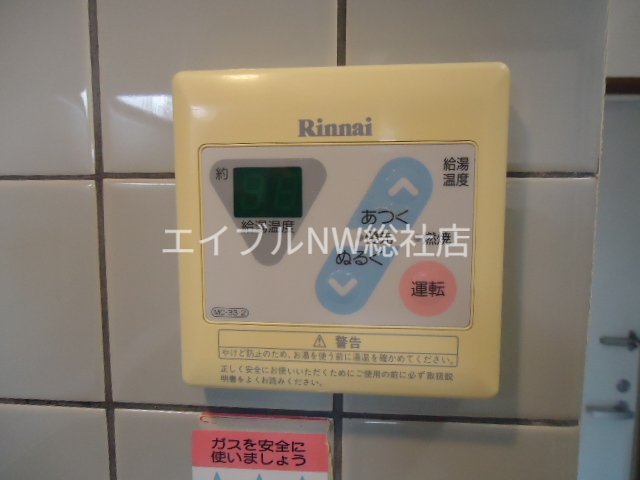 Rinnai
約
給湯温度
給湯
温度
あつく
ぬるく
燃焼
運転
エイブルNW総社店
MC-33-2
警告
やけど防止のため、お湯を使う前に湯温を確かめてください。
正しく安全にお使いいただくためにご使用の前に必ず取扱説
明書をよくお読みください。
ガスを安全に
使いましょう